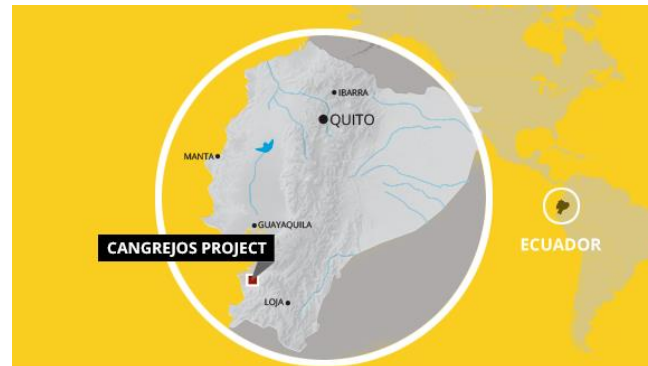 IBARRA
QUITO
MANTA
GUAYAQUILA
CANGREJOS PROJECT
ECUADOR
LOJA